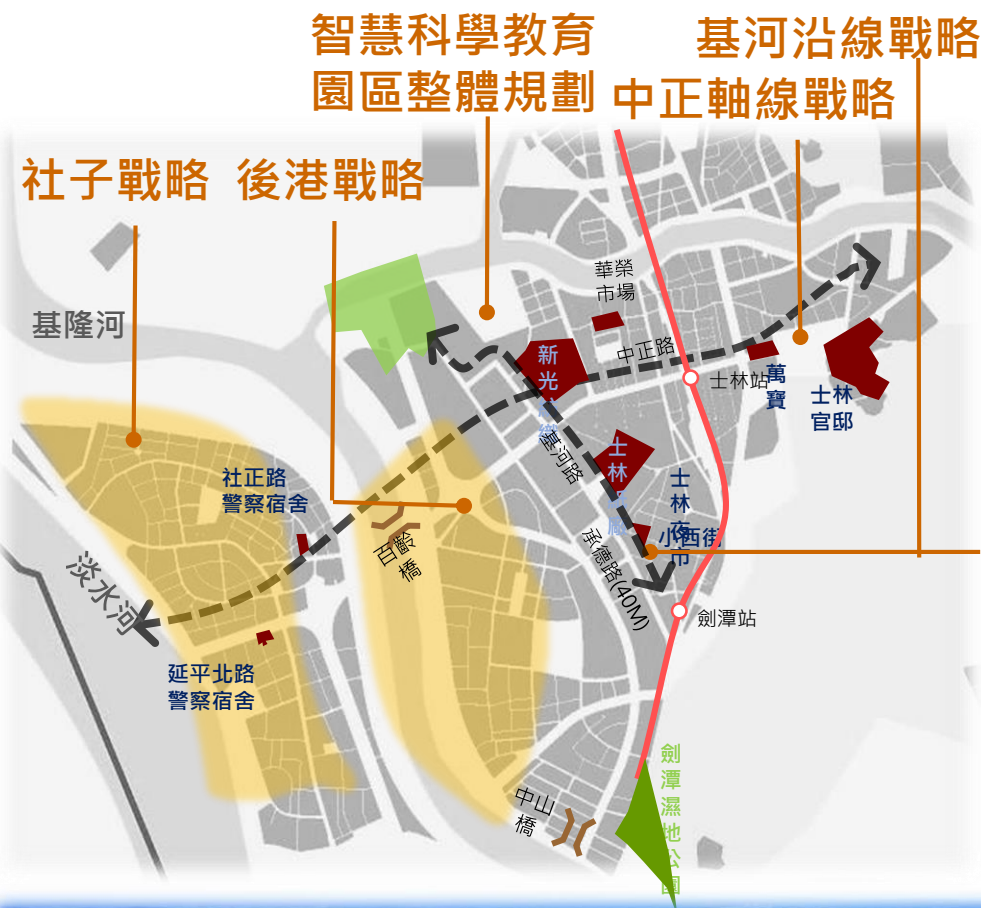 智慧科學教育
園區整體規劃
基河沿線戰略
中正軸線戰略
社子戰略
後港戰略
華榮
市場
基隆河
新光
中正路
士林站
萬寶
士林
官邸
基河路
士林
社正路
警察宿舍
士林夜市
小西街
百齡
橋
承德路(40M)
淡水河
劍潭站
延平北路
警察宿舍
劍潭濕地公園
中山
橋